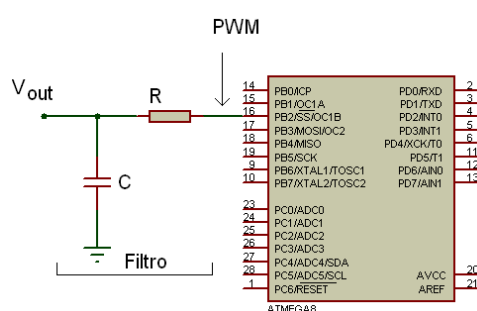 PWM
Vout
R
C
Filtro
14 PB0/ICP PD0/RXD 2
15 PB1/OC1A PD1/TXD 3
16 PB2/SS/OC1B PD2/INT0 4
17 PB3/MOSI/OC2 PD3/INT1 5
18 PB4/MISO PD4/XCK/T0 6
19 PB5/SCK PD5/T1 11
9 PB6/XTAL1/TOSC1 PD6/AIN0 12
10 PB7/XTAL2/TOSC2 PD7/AIN1 13
23 PC0/ADC0
24 PC1/ADC1
25 PC2/ADC2
26 PC3/ADC3
27 PC4/ADC4/SDA
28 PC5/ADC5/SCL AVCC 20
1 PC6/RESET AREF 21
ATMEGA8